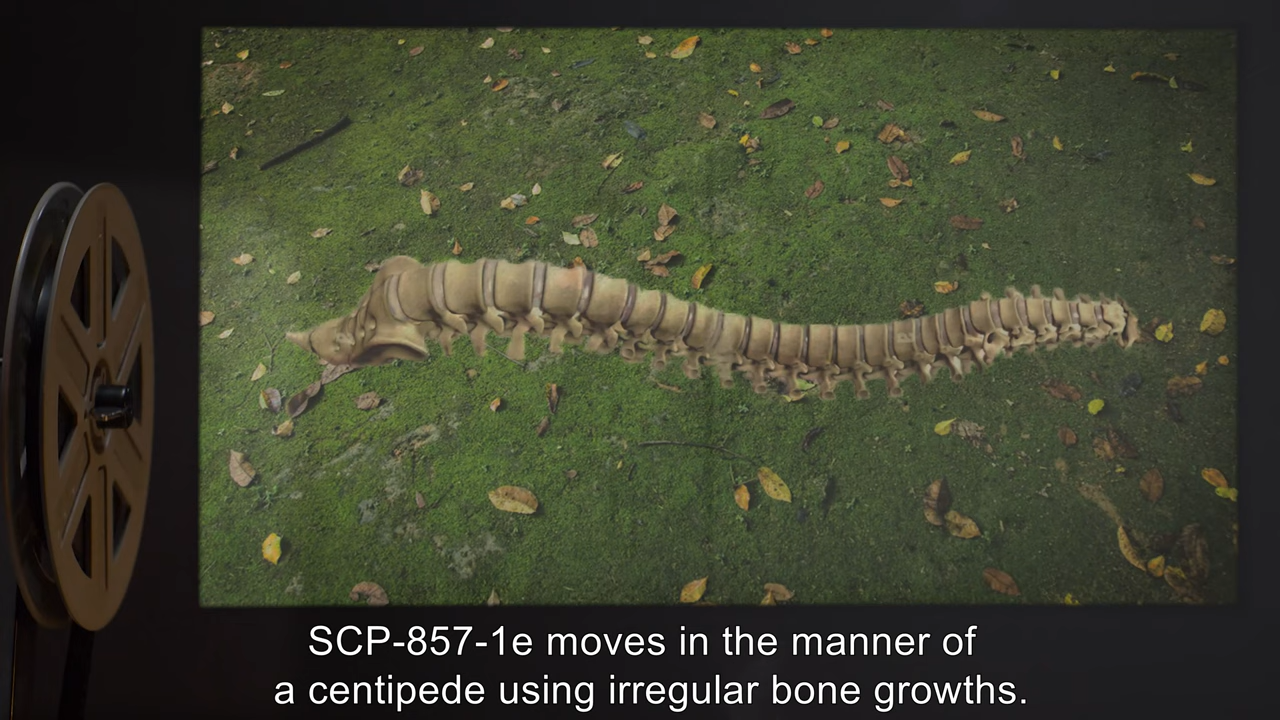 SCP-857-1e moves in the manner of
a centipede using irregular bone growths.